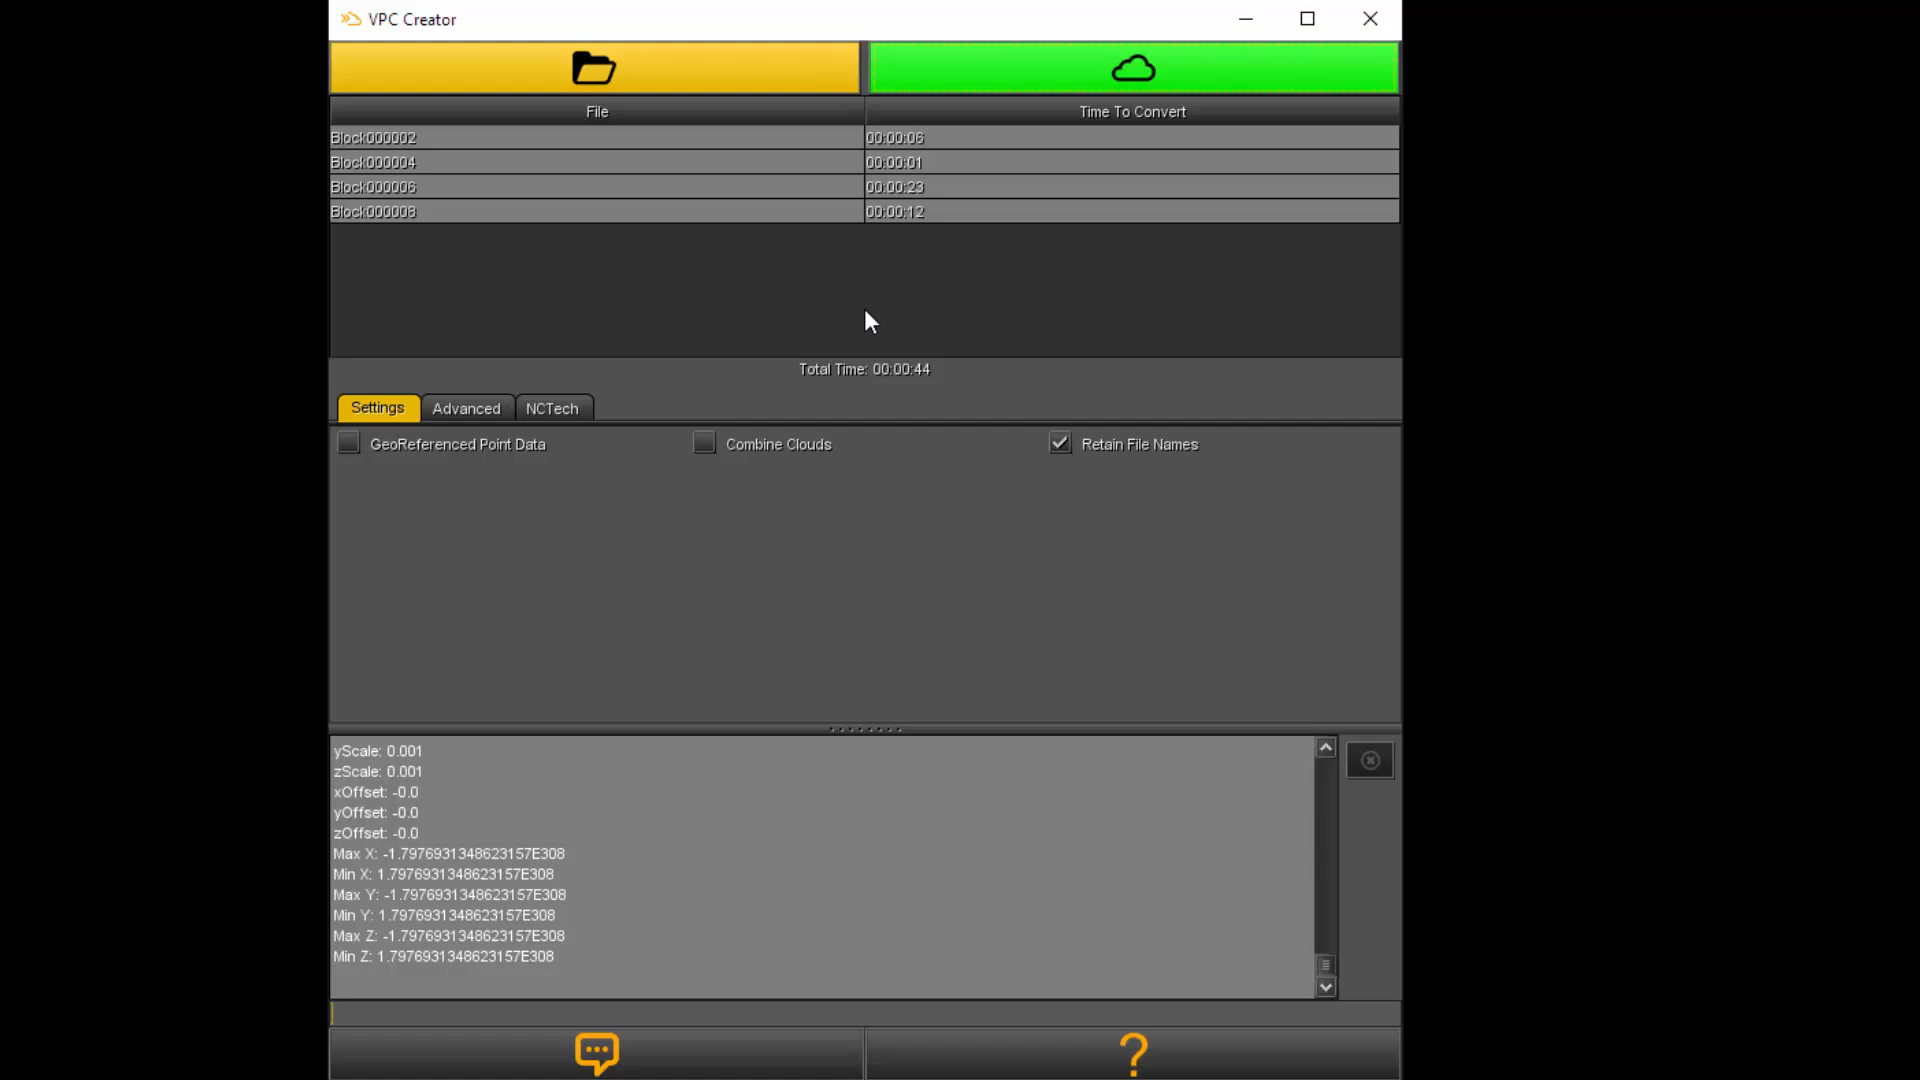 VPC Creator
File Time To Convert
Block000002 00:00:06
Block000004 00:00:01
Block000006 00:00:23
Block000008 00:00:12
Total Time: 00:00:44
Settings Advanced NCTech
GeoReferenced Point Data Combine Clouds Retain File Names
yScale: 0.001
zScale: 0.001
xOffset: -0.0
yOffset: -0.0
zOffset: -0.0
Max X: -1.7976931348623157E308
Min X: 1.7976931348623157E308
Max Y: -1.7976931348623157E308
Min Y: 1.7976931348623157E308
Max Z: -1.7976931348623157E308
Min Z: 1.7976931348623157E308